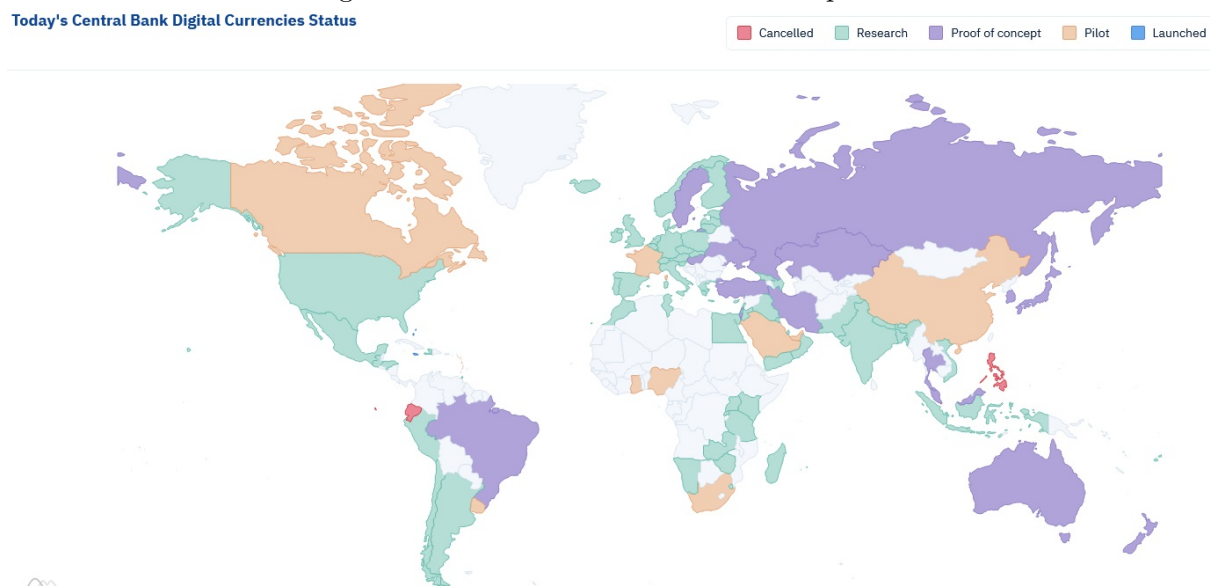 Today's Central Bank Digital Currencies Status
Cancelled
Research
Proof of concept
Pilot
Launched